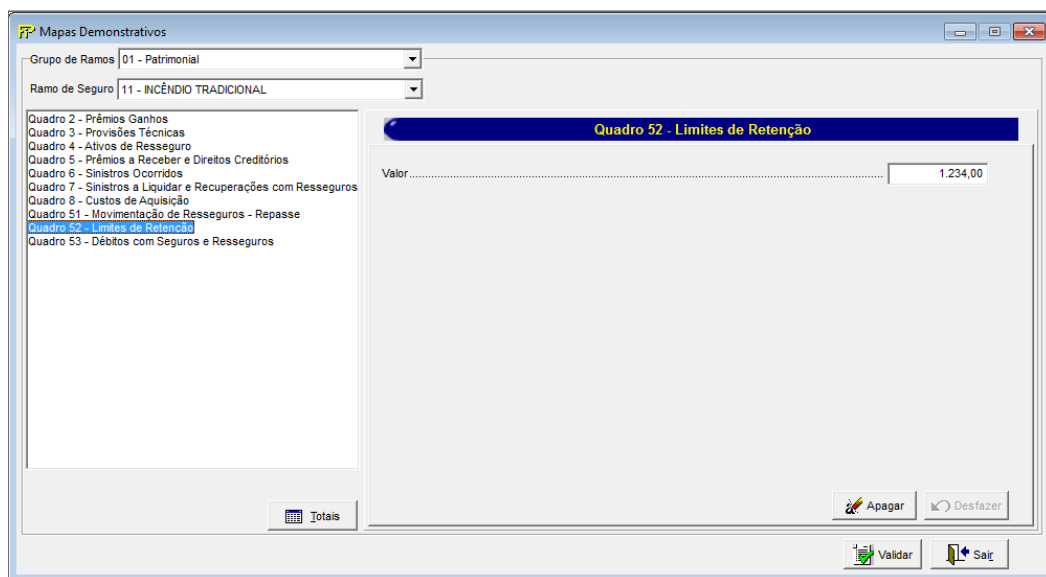 FIP Mapas Demonstrativos
Grupo de Ramos 01 - Patrimonial
Ramo de Seguro 11 - INCÊNDIO TRADICIONAL
Quadro 2 - Prêmios Ganhos
Quadro 3 - Provisões Técnicas
Quadro 4 - Ativos de Resseguro
Quadro 5 - Prêmios a Receber e Direitos Creditórios
Quadro 6 - Sinistros Ocorridos
Quadro 7 - Sinistros a Liquidar e Recuperações com Resseguros
Quadro 8 - Custos de Aquisição
Quadro 51 - Movimentação de Resseguros - Repasse
Quadro 52 - Limites de Retenção
Quadro 53 - Débitos com Seguros e Resseguros
Totais
Quadro 52 - Limites de Retenção
Valor 1.234,00
Apagar Desfazer
Validar Sair